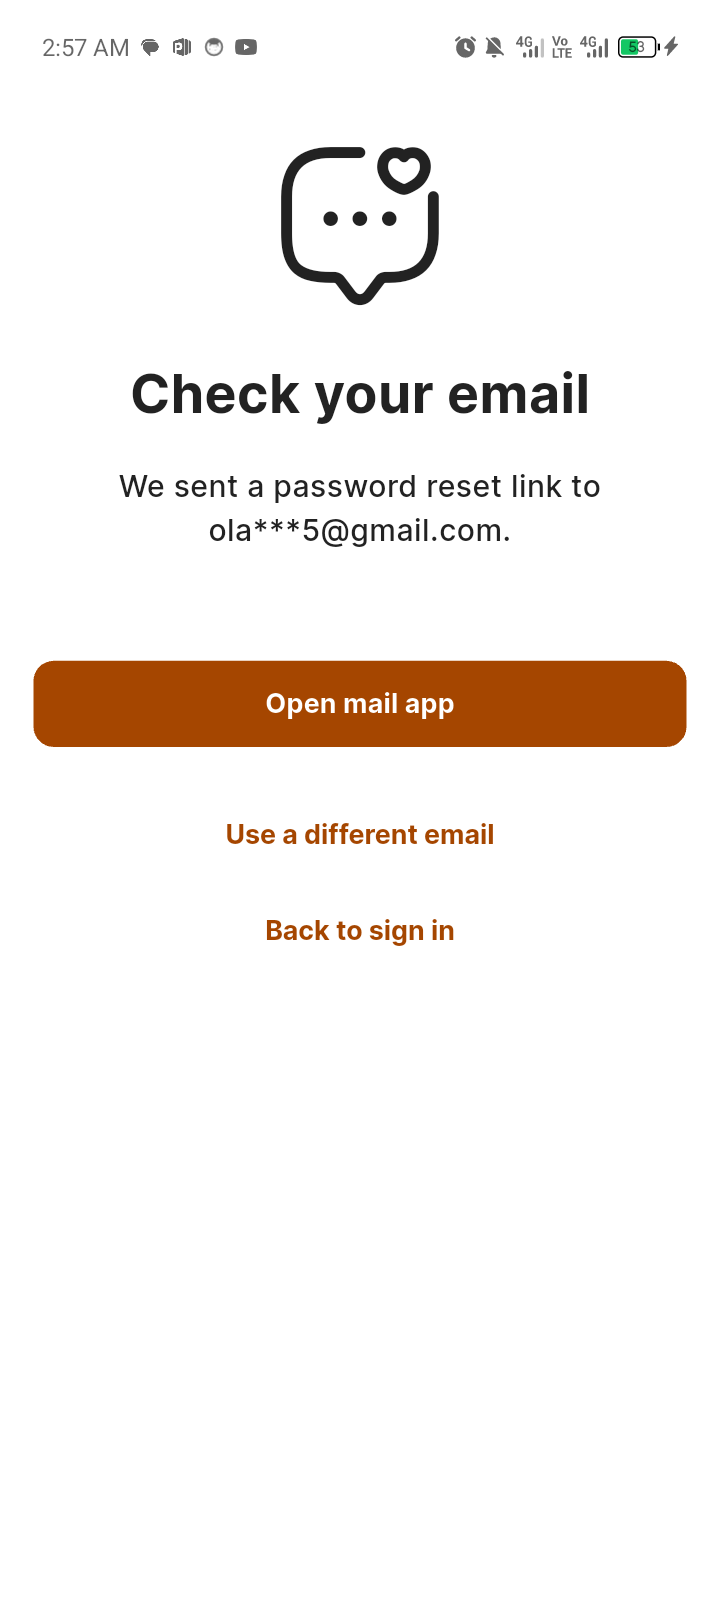 2:57 AM 4G Vo LTE 4G 53
Check your email
We sent a password reset link to
ola***5@gmail.com.
Open mail app
Use a different email
Back to sign in